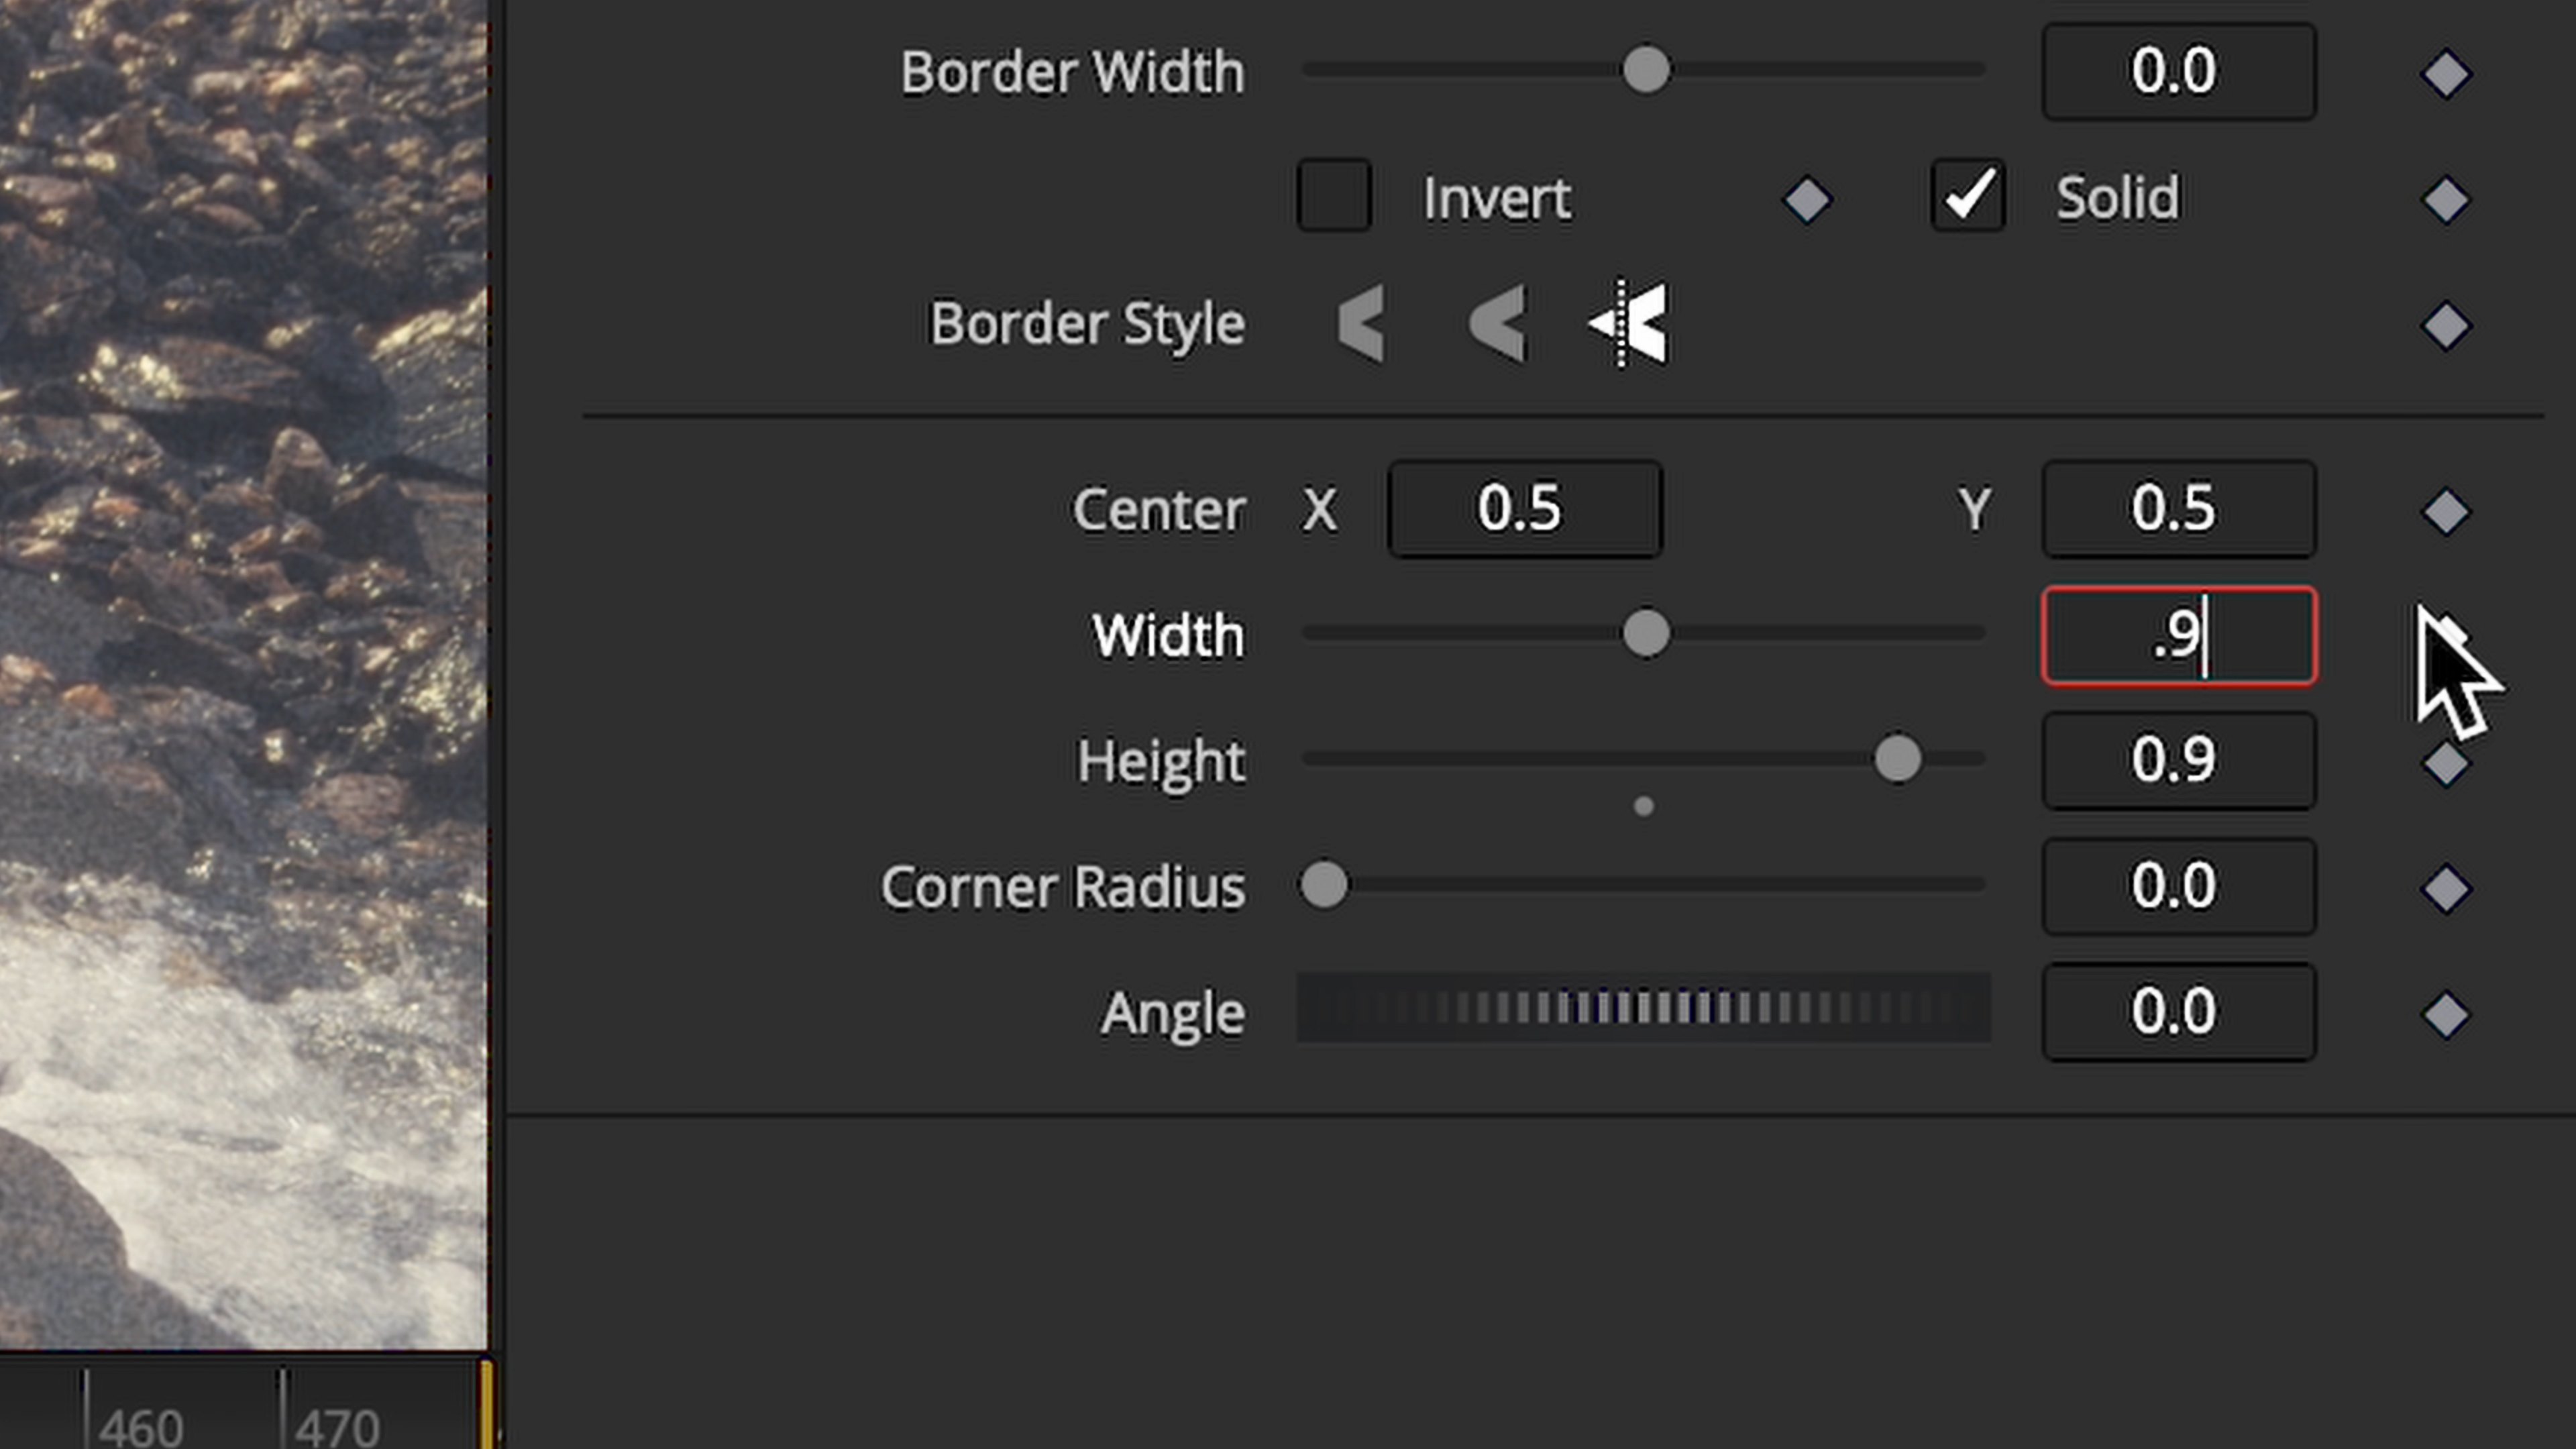 Border Width 0.0
Invert Solid
Border Style
Center X 0.5 Y 0.5
Width .9
Height 0.9
Corner Radius 0.0
Angle 0.0
460 470